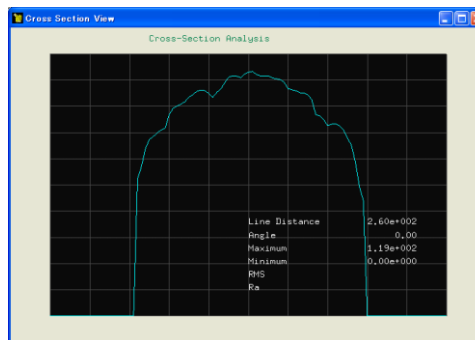 Cross Section View
Cross-Section Analysis
Line Distance 2.60e+002
Angle 0.00
Maximum 1.19e+002
Minimum 0.00e+000
RMS
Ra